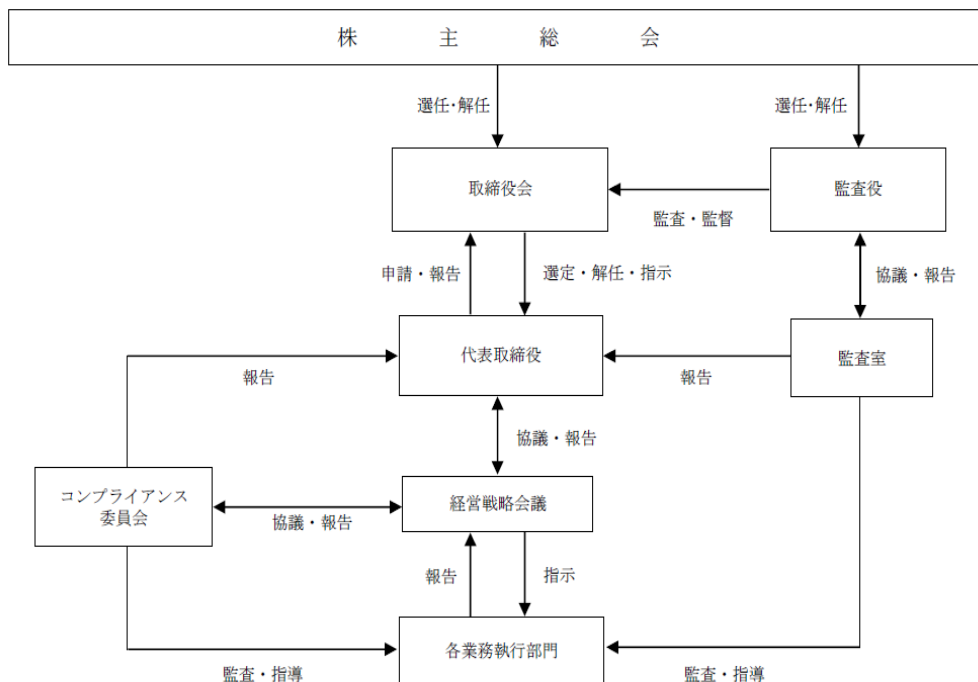 株主総会
選任・解任
選任・解任
取締役会
監査役
監査・監督
申請・報告
選定・解任・指示
協議・報告
代表取締役
監査室
報告
報告
協議・報告
コンプライアンス
委員会
経営戦略会議
協議・報告
報告
指示
各業務執行部門
監査・指導
監査・指導